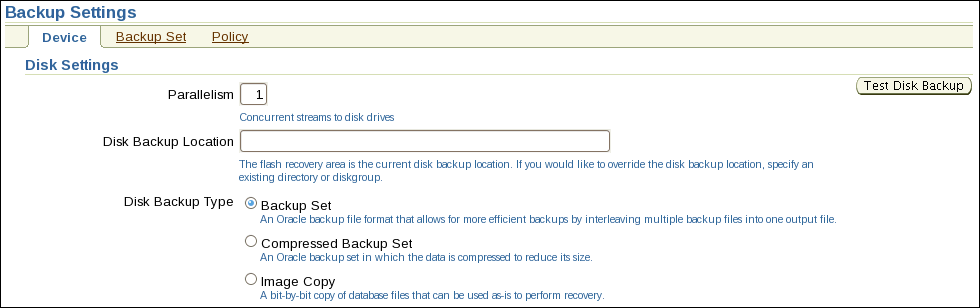 Backup Settings
Device Backup Set Policy
Disk Settings
Test Disk Backup
Parallelism 1
Concurrent streams to disk drives
Disk Backup Location
The flash recovery area is the current disk backup location. If you would like to override the disk backup location, specify an
existing directory or diskgroup.
Disk Backup Type Backup Set
An Oracle backup file format that allows for more efficient backups by interleaving multiple backup files into one output file.
Compressed Backup Set
An Oracle backup set in which the data is compressed to reduce its size.
Image Copy
A bit-by-bit copy of database files that can be used as-is to perform recovery.